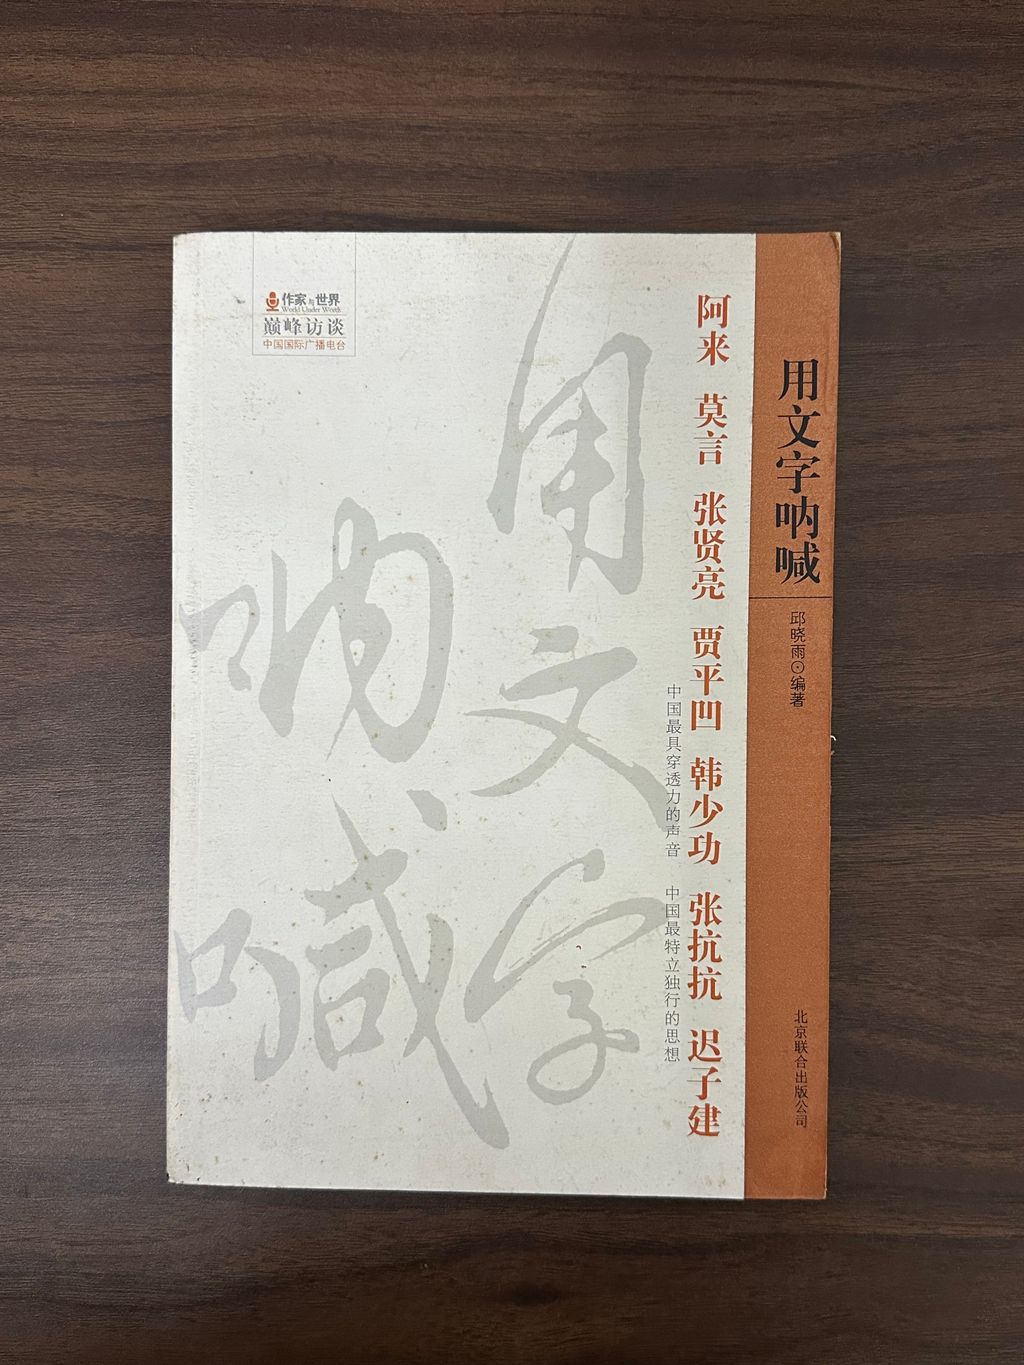 作家与世界
World Under Words
巅峰访谈
中国国际广播电台
用文字
呐喊
阿来 莫言 张贤亮 贾平凹 韩少功 张抗抗 迟子建
中国最具穿透力的声音 中国最特立独行的思想
用文字呐喊
邱晓雨⊙编著
北京联合出版公司